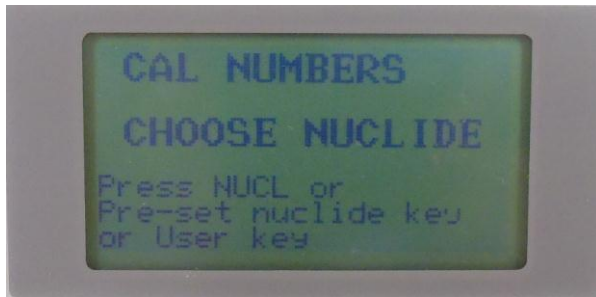 CAL NUMBERS
CHOOSE NUCLIDE
Press NUCL or
Pre-set nuclide key
or User key